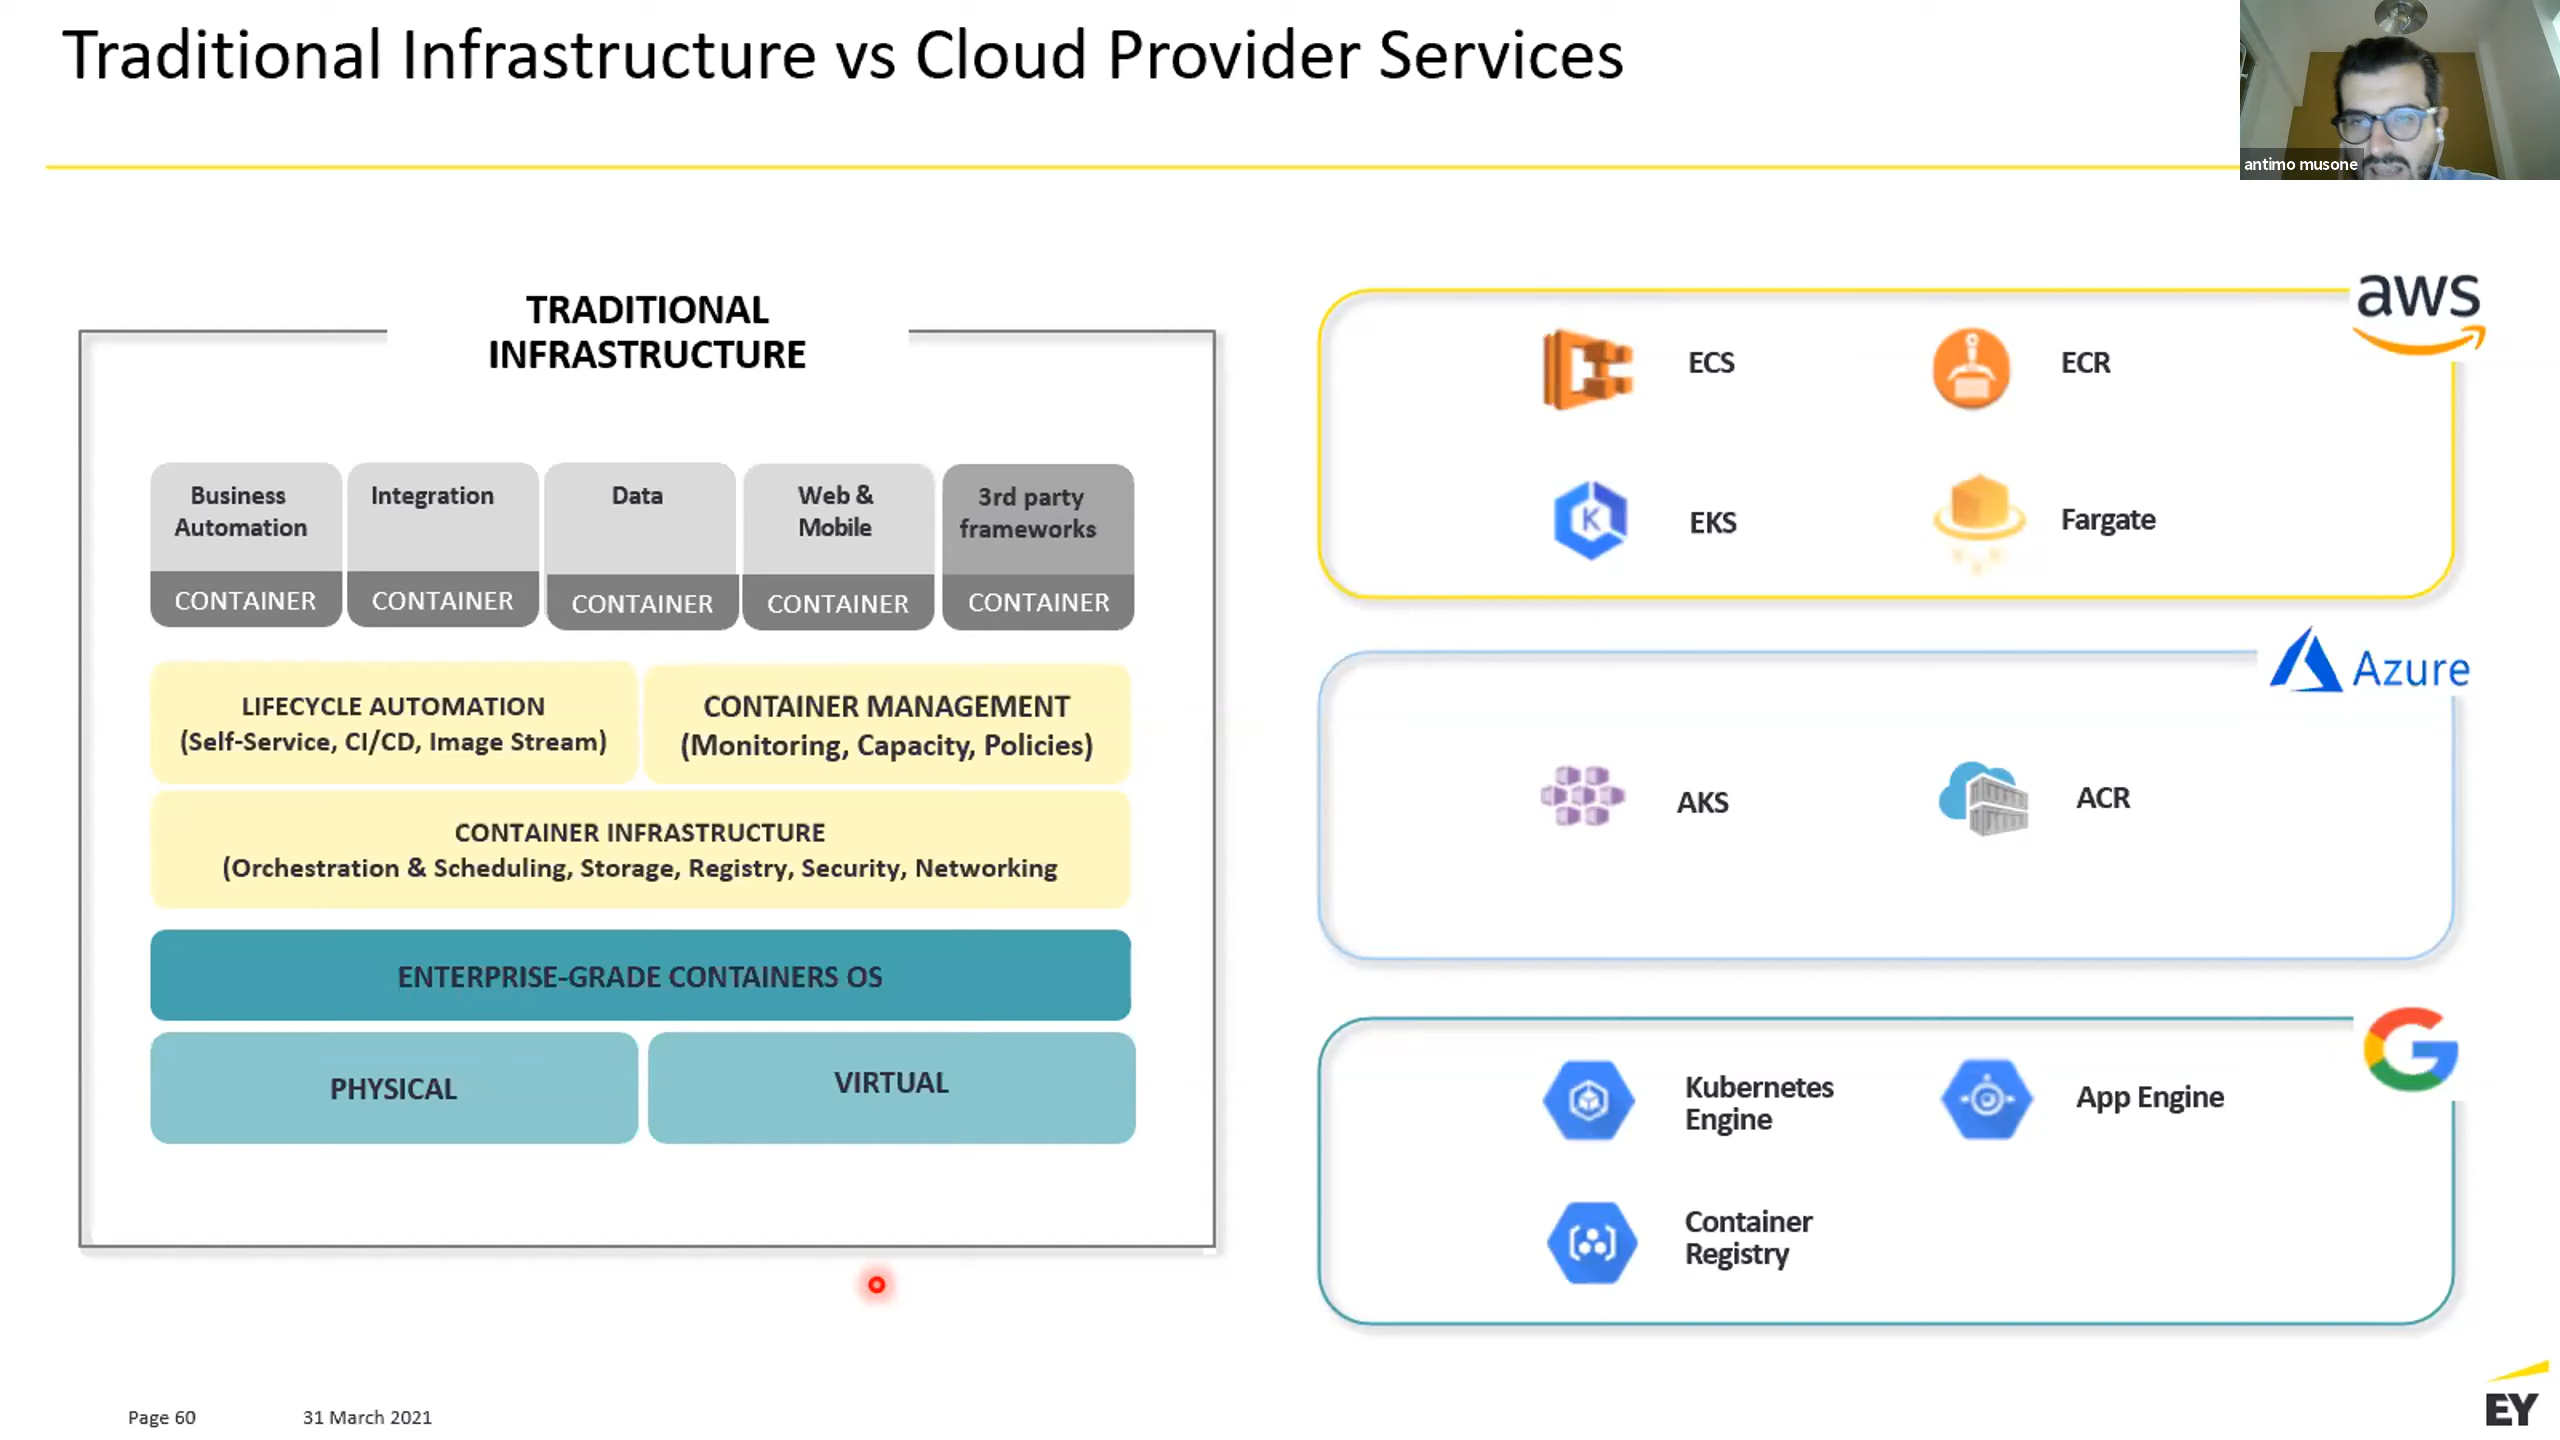 Traditional Infrastructure vs Cloud Provider Services
antimo musone
TRADITIONAL
INFRASTRUCTURE
Business
Automation
CONTAINER
Integration
CONTAINER
Data
CONTAINER
Web &
Mobile
CONTAINER
3rd party
frameworks
CONTAINER
LIFECYCLE AUTOMATION
(Self-Service, CI/CD, Image Stream)
CONTAINER MANAGEMENT
(Monitoring, Capacity, Policies)
CONTAINER INFRASTRUCTURE
(Orchestration & Scheduling, Storage, Registry, Security, Networking
ENTERPRISE-GRADE CONTAINERS OS
PHYSICAL
VIRTUAL
aws
ECS
ECR
K
EKS
Fargate
Azure
AKS
ACR
G
Kubernetes
Engine
App Engine
Container
Registry
Page 60
31 March 2021
EY